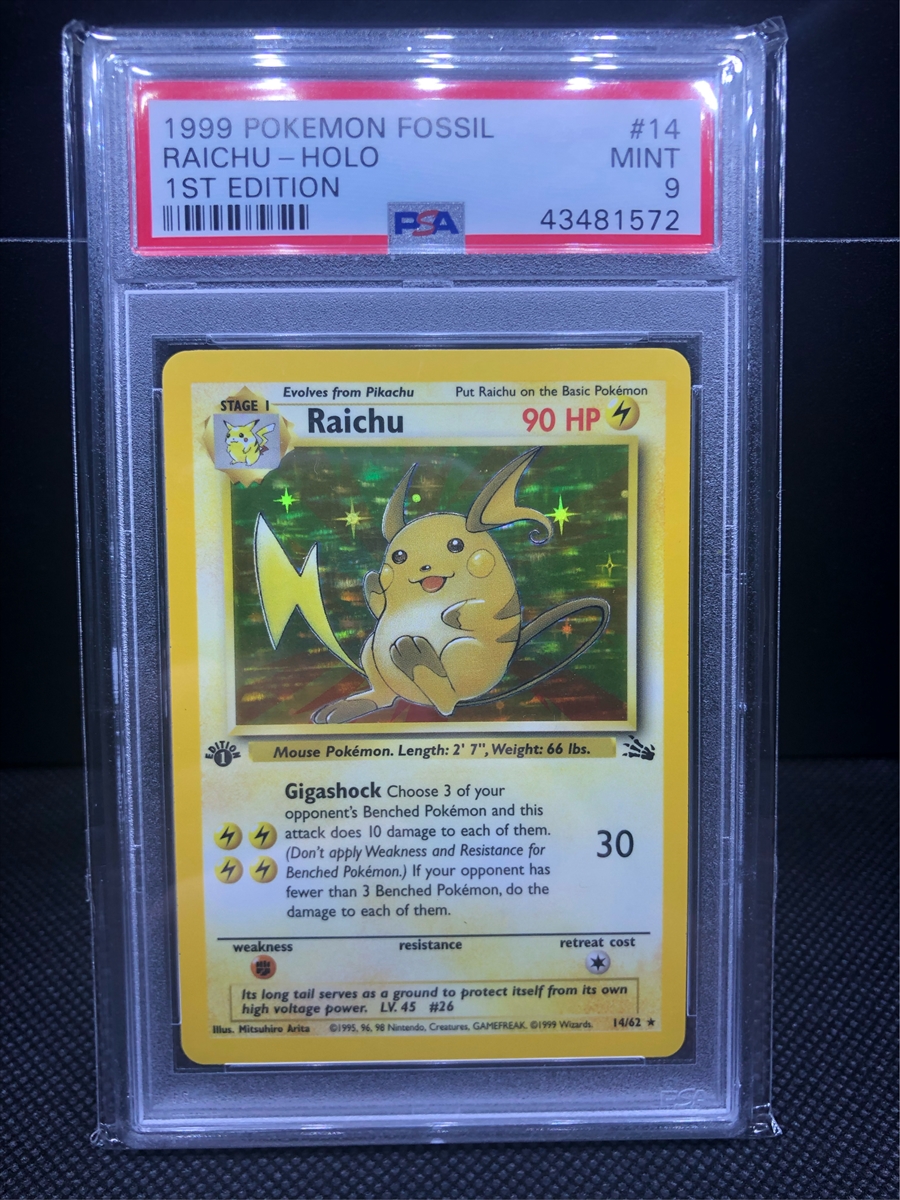 1999 POKEMON FOSSIL #14
RAICHU – HOLO MINT
1ST EDITION 9
PSA 43481572
Evolves from Pikachu Put Raichu on the Basic Pokémon
STAGE 1
Raichu 90 HP
EDITION 1
Mouse Pokémon. Length: 2' 7", Weight: 66 lbs.
Gigashock Choose 3 of your
opponent's Benched Pokémon and this
attack does 10 damage to each of them.
(Don't apply Weakness and Resistance for
Benched Pokémon.) If your opponent has
fewer than 3 Benched Pokémon, do the
damage to each of them.
30
weakness resistance retreat cost
Its long tail serves as a ground to protect itself from its own
high voltage power. LV. 45 #26
Illus. Mitsuhiro Arita ©1995, 96, 98 Nintendo, Creatures, GAMEFREAK. ©1999 Wizards. 14/62 ★
PSA